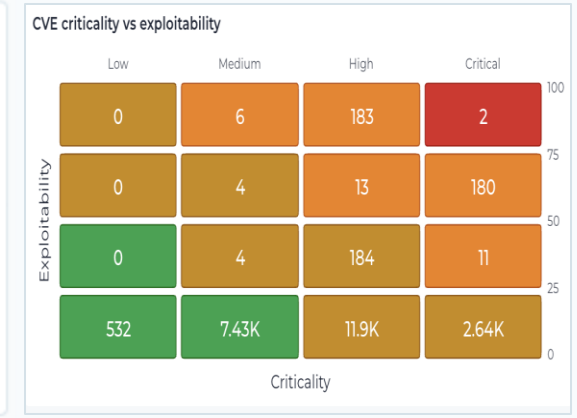 CVE criticality vs exploitability
Low Medium High Critical
100
0 6 183 2
75
0 4 13 180
50
0 4 184 11
25
532 7.43K 11.9K 2.64K
0
Exploitability
Criticality